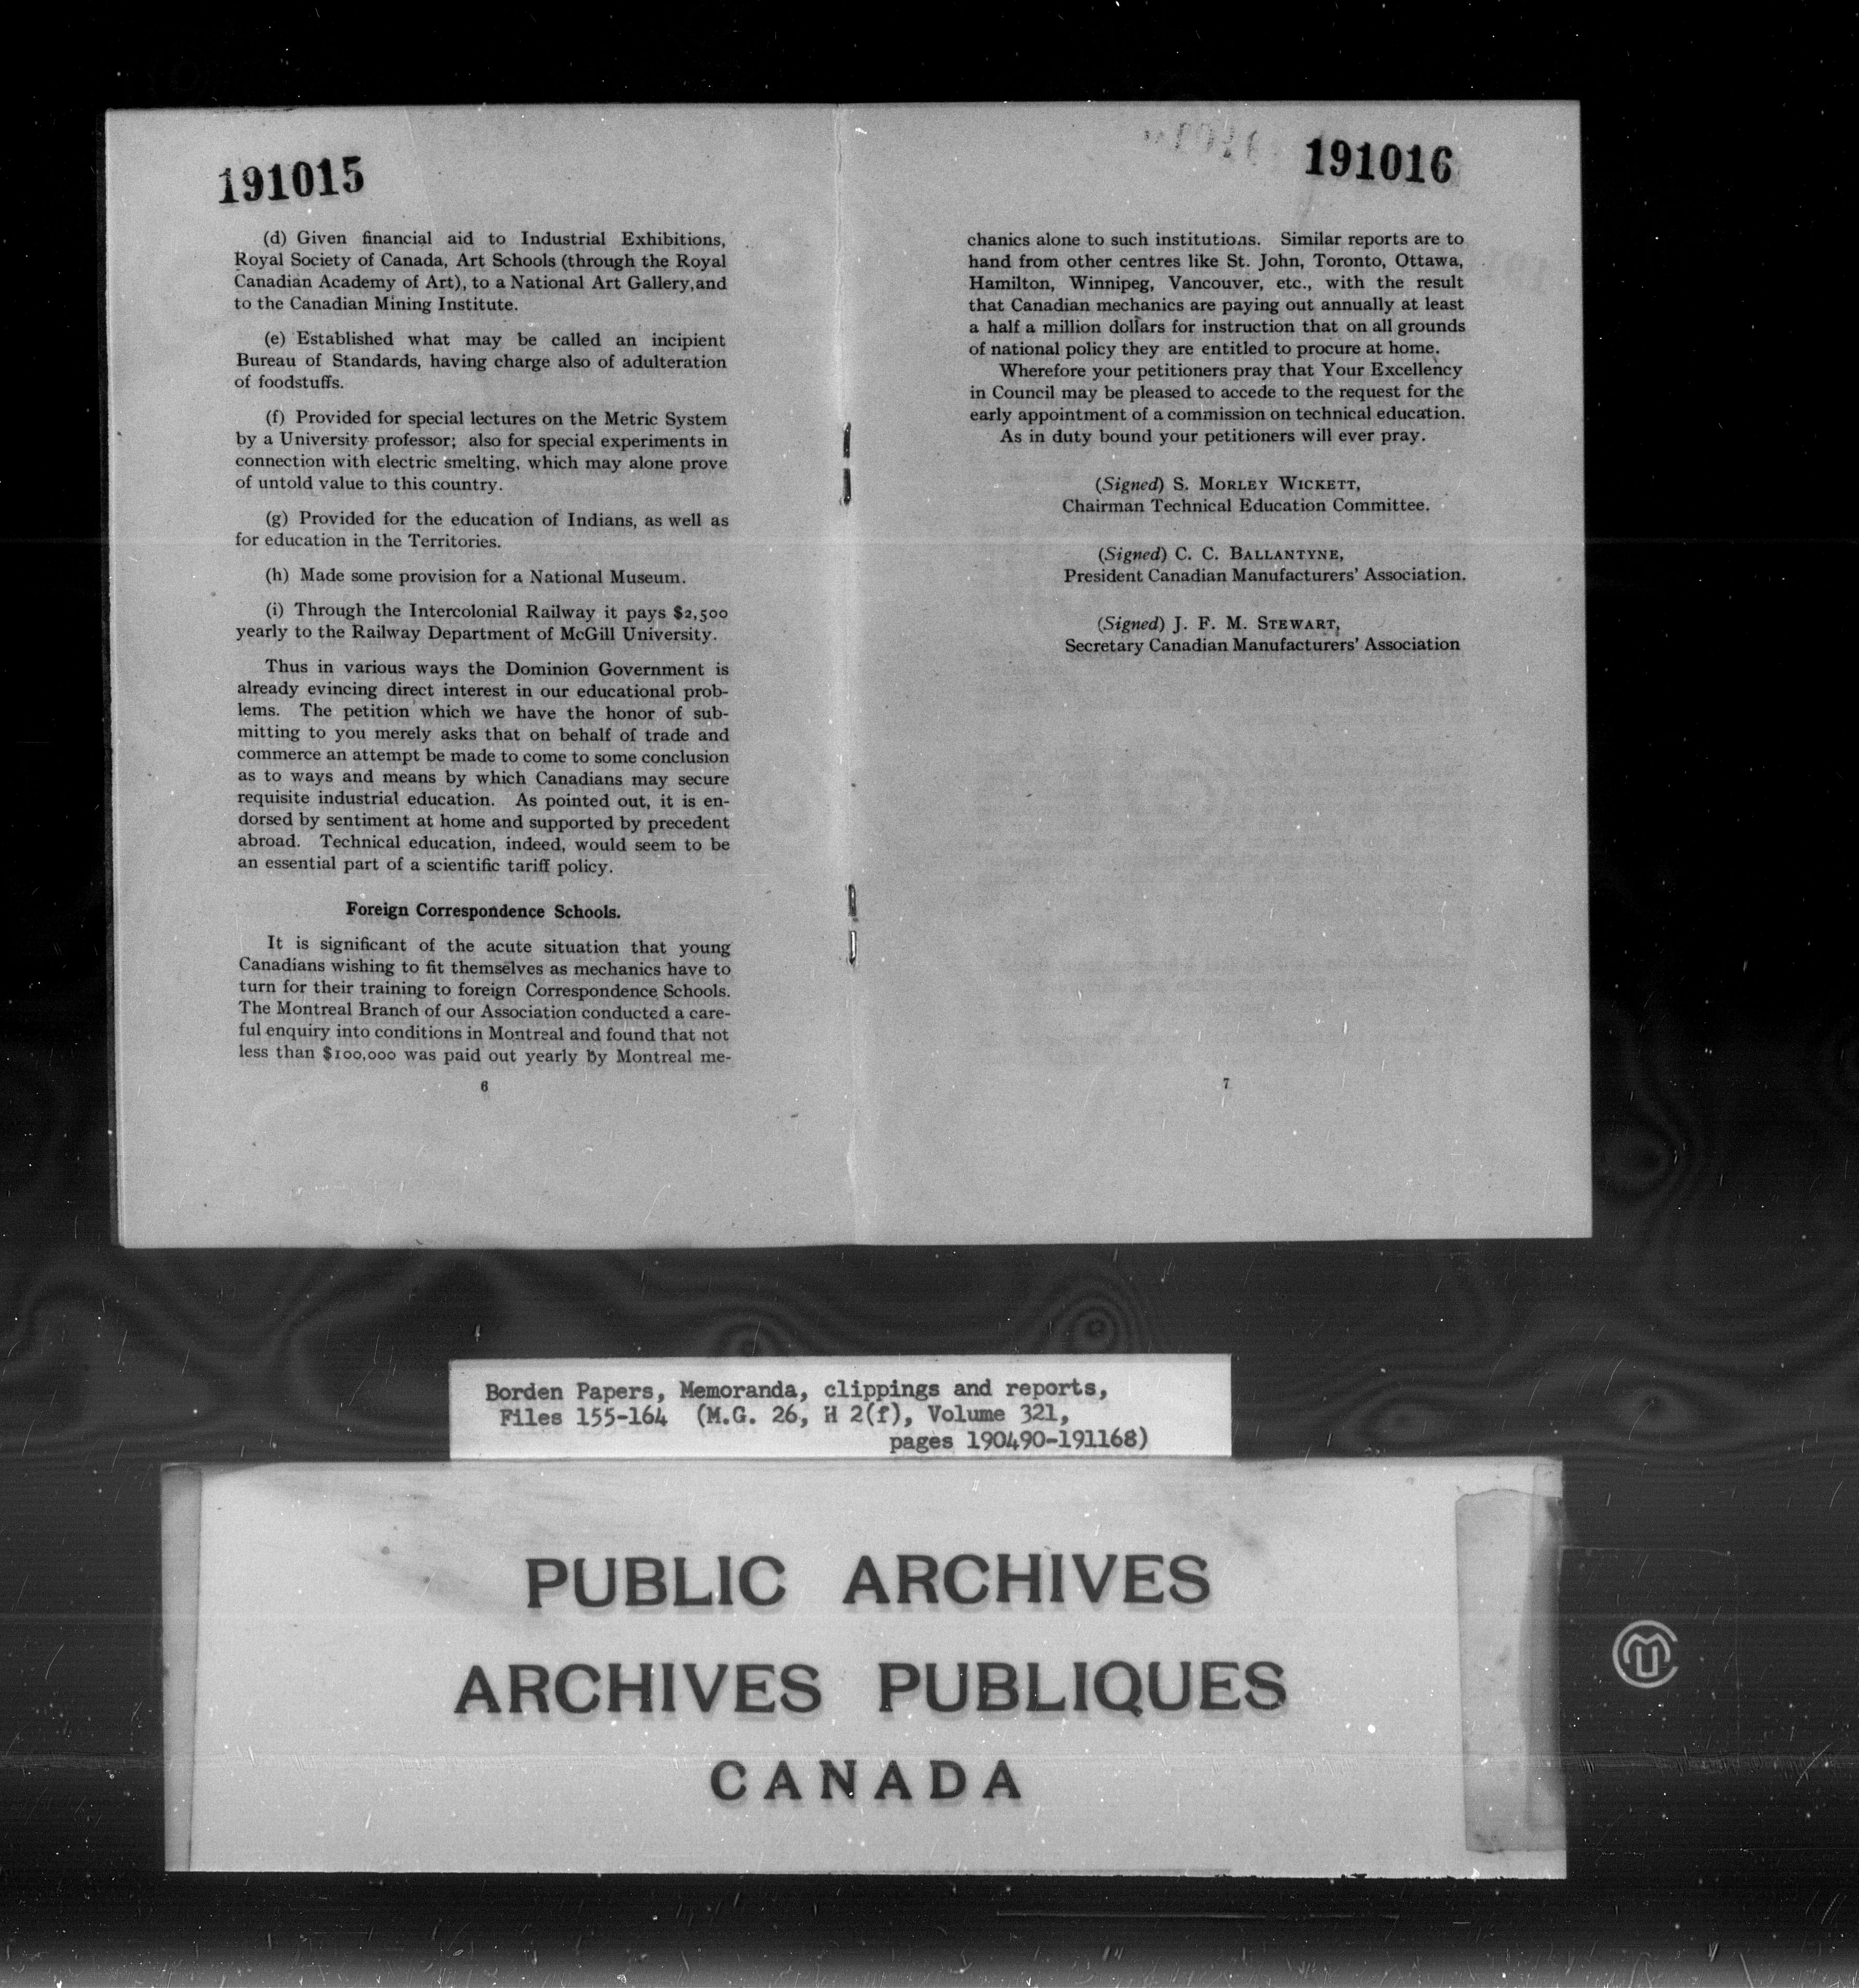 191015
(d) Given financial aid to Industrial Exhibitions,
Royal Society of Canada, Art Schools (through the Royal
Canadian Academy of Art), to a National Art Gallery,and
to the Canadian Mining Institute.
(e) Established what may be called an incipient
Bureau of Standards, having charge also of adulteration
of foodstuffs.
(f) Provided for special lectures on the Metric System
by a University professor; also for special experiments in
connection with electric smelting, which may alone prove
of untold value to this country.
(g) Provided for the education of Indians, as well as
for education in the Territories.
(h) Made some provision for a National Museum.
(i) Through the Intercolonial Railway it pays $2,500
yearly to the Railway Department of McGill University.
Thus in various ways the Dominion Government is
already evincing direct interest in our educational prob-
lems. The petition which we have the honor of sub-
mitting to you merely asks that on behalf of trade and
commerce an attempt be made to come to some conclusion
as to ways and means by which Canadians may secure
requisite industrial education. As pointed out, it is en-
dorsed by sentiment at home and supported by precedent
abroad. Technical education, indeed, would seem to be
an essential part of a scientific tariff policy.
Foreign Correspondence Schools.
It is significant of the acute situation that young
Canadians wishing to fit themselves as mechanics have to
turn for their training to foreign Correspondence Schools.
The Montreal Branch of our Association conducted a care-
ful enquiry into conditions in Montreal and found that not
less than $100,000 was paid out yearly by Montreal me-
6
191016
chanics alone to such institutions. Similar reports are to
hand from other centres like St. John, Toronto, Ottawa,
Hamilton, Winnipeg, Vancouver, etc., with the result
that Canadian mechanics are paying out annually at least
a half a million dollars for instruction that on all grounds
of national policy they are entitled to procure at home.
Wherefore your petitioners pray that Your Excellency
in Council may be pleased to accede to the request for the
early appointment of a commission on technical education.
As in duty bound your petitioners will ever pray.
(Signed) S. MORLEY WICKETT,
Chairman Technical Education Committee.
(Signed) C. C. BALLANTYNE,
President Canadian Manufacturers' Association.
(Signed) J. F. M. STEWART,
Secretary Canadian Manufacturers' Association
7
Borden Papers, Memoranda, clippings and reports,
Files 155-164 (M.G. 26, H 2(f), Volume 321,
pages 190490-191168)
PUBLIC ARCHIVES
ARCHIVES PUBLIQUES
CANADA